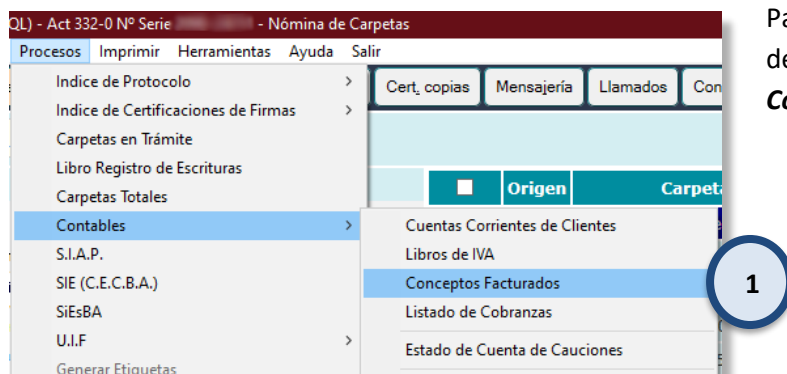 QL) - Act 332-0 Nº Serie - Nómina de Carpetas
Procesos Imprimir Herramientas Ayuda Salir
Indice de Protocolo >
Indice de Certificaciones de Firmas >
Carpetas en Trámite
Libro Registro de Escrituras
Carpetas Totales
Contables >
S.I.A.P.
SIE (C.E.C.B.A.)
SiEsBA
U.I.F >
Generar Etiquetas
Cert. copias Mensajería Llamados Con
Origen Carpet
Cuentas Corrientes de Clientes
Libros de IVA
Conceptos Facturados
Listado de Cobranzas
Estado de Cuenta de Cauciones
1
Pa
de
Co